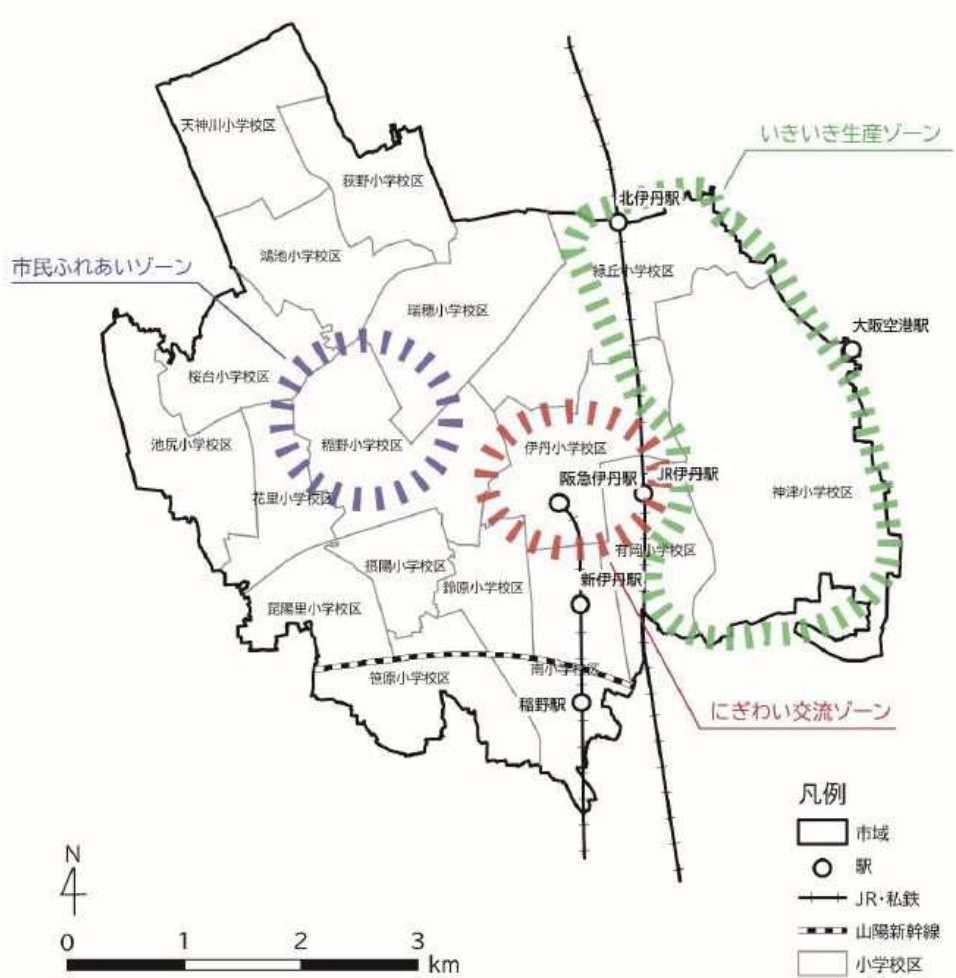 天神川小学校区
いきいき生産ゾーン
荻野小学校区
北伊丹駅
鴻池小学校区
市民ふれあいゾーン
緑丘小学校区
瑞穂小学校区
大阪空港駅
桜台小学校区
池尻小学校区
稲野小学校区
伊丹小学校区
阪急伊丹駅
JR伊丹駅
花里小学校区
神津小学校区
有岡小学校区
摂陽小学校区
鈴原小学校区
新伊丹駅
昆陽里小学校区
笹原小学校区
南小学校区
稲野駅
にぎわい交流ゾーン
凡例
市域
駅
JR・私鉄
山陽新幹線
小学校区
N
0 1 2 3
km